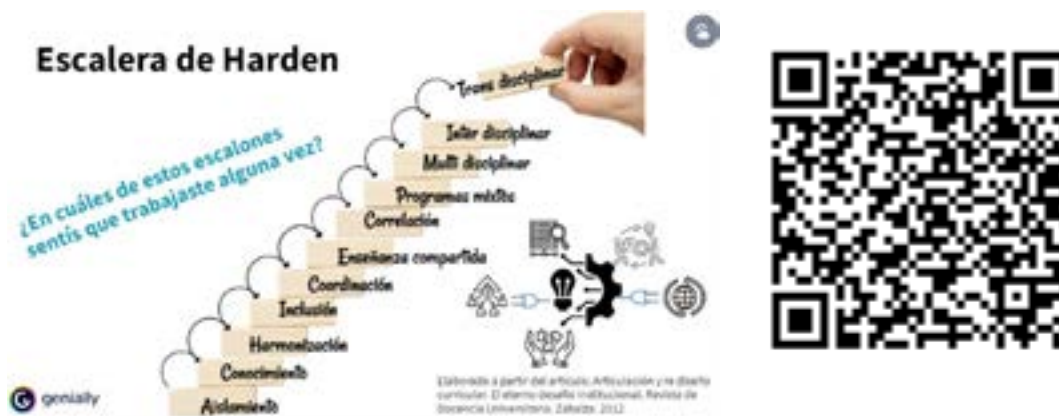 Escalera de Harden
¿En cuáles de estos escalones
sentís que trabajaste alguna vez?
Trans disciplinar
Inter disciplinar
Multi disciplinar
Programas mixtos
Correlación
Enseñanza compartida
Coordinación
Inclusión
Harmonización
Conocimiento
Aislamiento
Elaborado a partir del artículo: Articulación y re diseño
curricular. El eterno desafío institucional. Revista de
Docencia Universitaria. Zabalza. 2012
genially